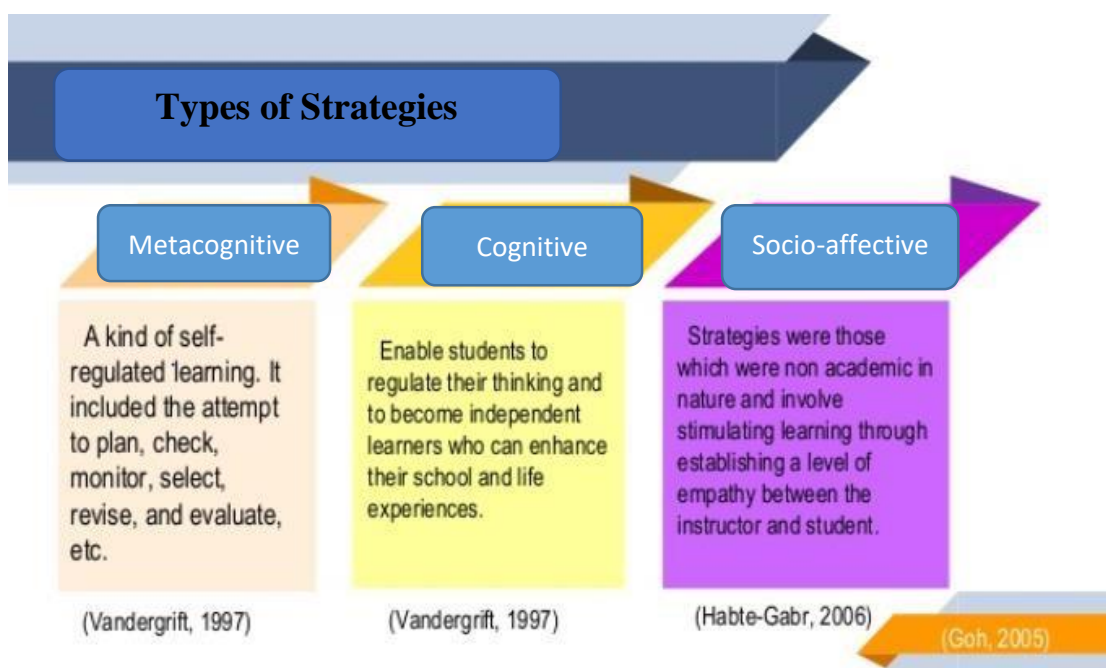 Types of Strategies
Metacognitive
A kind of self-
regulated learning. It
included the attempt
to plan, check,
monitor, select,
revise, and evaluate,
etc.
(Vandergrift, 1997)
Cognitive
Enable students to
regulate their thinking and
to become independent
learners who can enhance
their school and life
experiences.
(Vandergrift, 1997)
Socio-affective
Strategies were those
which were non academic in
nature and involve
stimulating learning through
establishing a level of
empathy between the
instructor and student.
(Habte-Gabr, 2006)
(Goh, 2005)